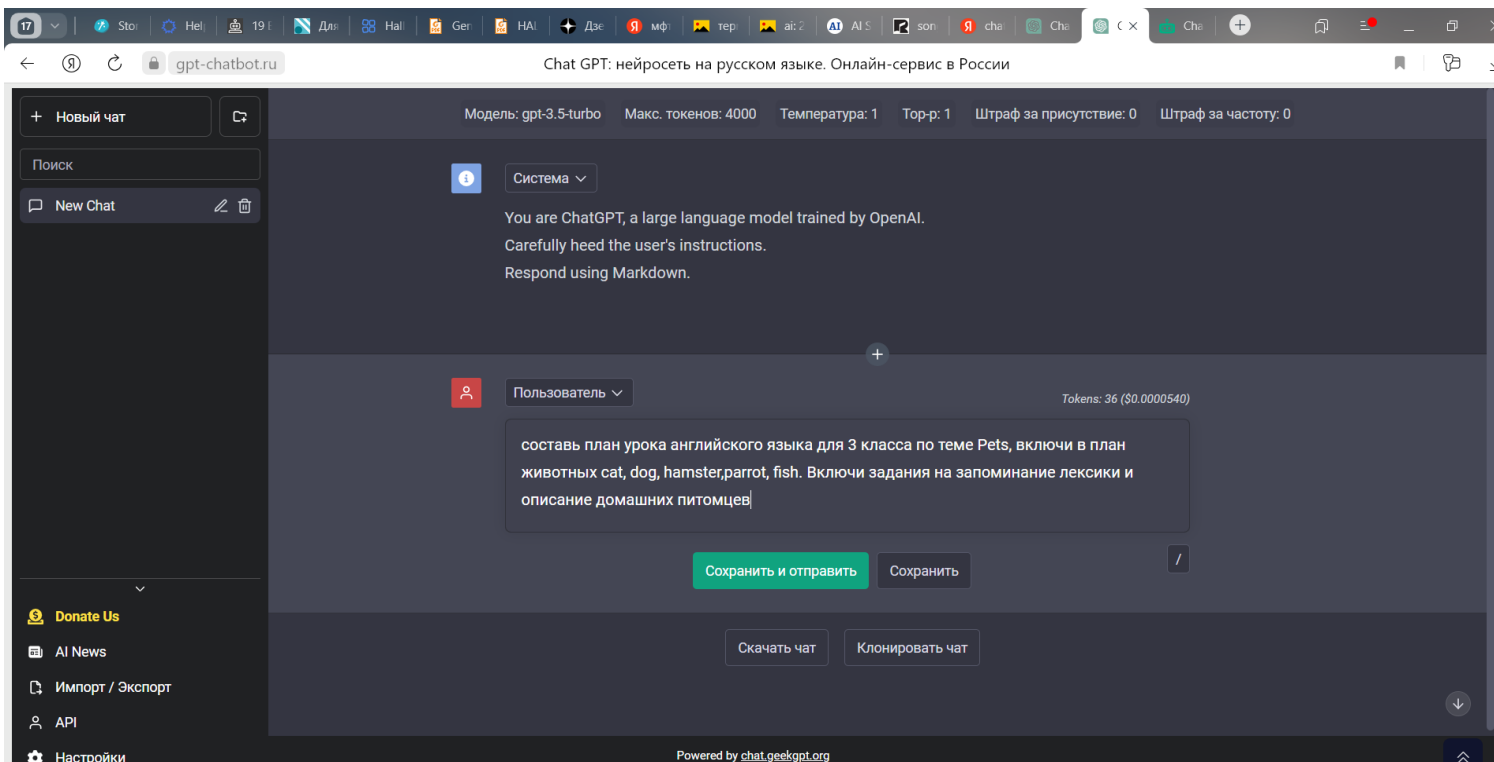 17 Stor Hel 19 Для Hall Gen HAL Дзе мфт тер ai: 2 AI AI S son cha Cha C Cha
gpt-chatbot.ru Chat GPT: нейросеть на русском языке. Онлайн-сервис в России
Новый чат
Модель: gpt-3.5-turbo Макс. токенов: 4000 Температура: 1 Top-p: 1 Штраф за присутствие: 0 Штраф за частоту: 0
Поиск
Система
New Chat
You are ChatGPT, a large language model trained by OpenAI.
Carefully heed the user's instructions.
Respond using Markdown.
Пользователь
Tokens: 36 ($0.0000540)
составь план урока английского языка для 3 класса по теме Pets, включи в план
животных cat, dog, hamster,parrot, fish. Включи задания на запоминание лексики и
описание домашних питомцев
Сохранить и отправить Сохранить /
Donate Us
AI News
Скачать чат Клонировать чат
Импорт / Экспорт
API
Настройки
Powered by chat.geekgpt.org